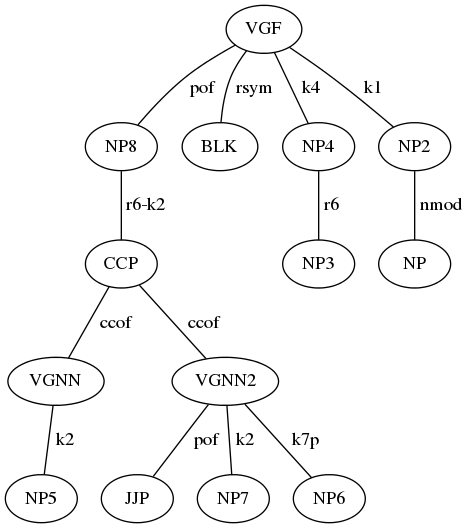 VGF
pof rsym k4 k1
NP8 BLK NP4 NP2
r6-k2 r6 nmod
CCP NP3 NP
ccof ccof
VGNN VGNN2
k2 pof k2 k7p
NP5 JJP NP7 NP6